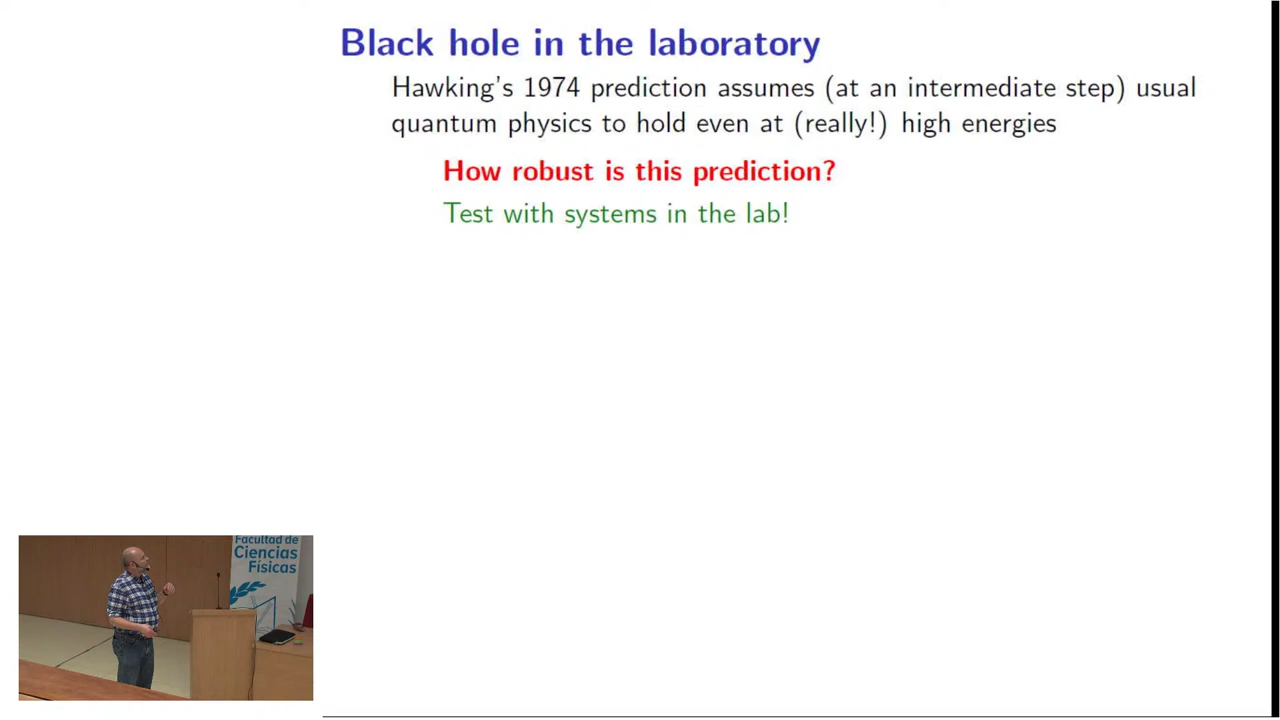 Black hole in the laboratory
Hawking's 1974 prediction assumes (at an intermediate step) usual
quantum physics to hold even at (really!) high energies
How robust is this prediction?
Test with systems in the lab!
Facultad de
Ciencias
Físicas